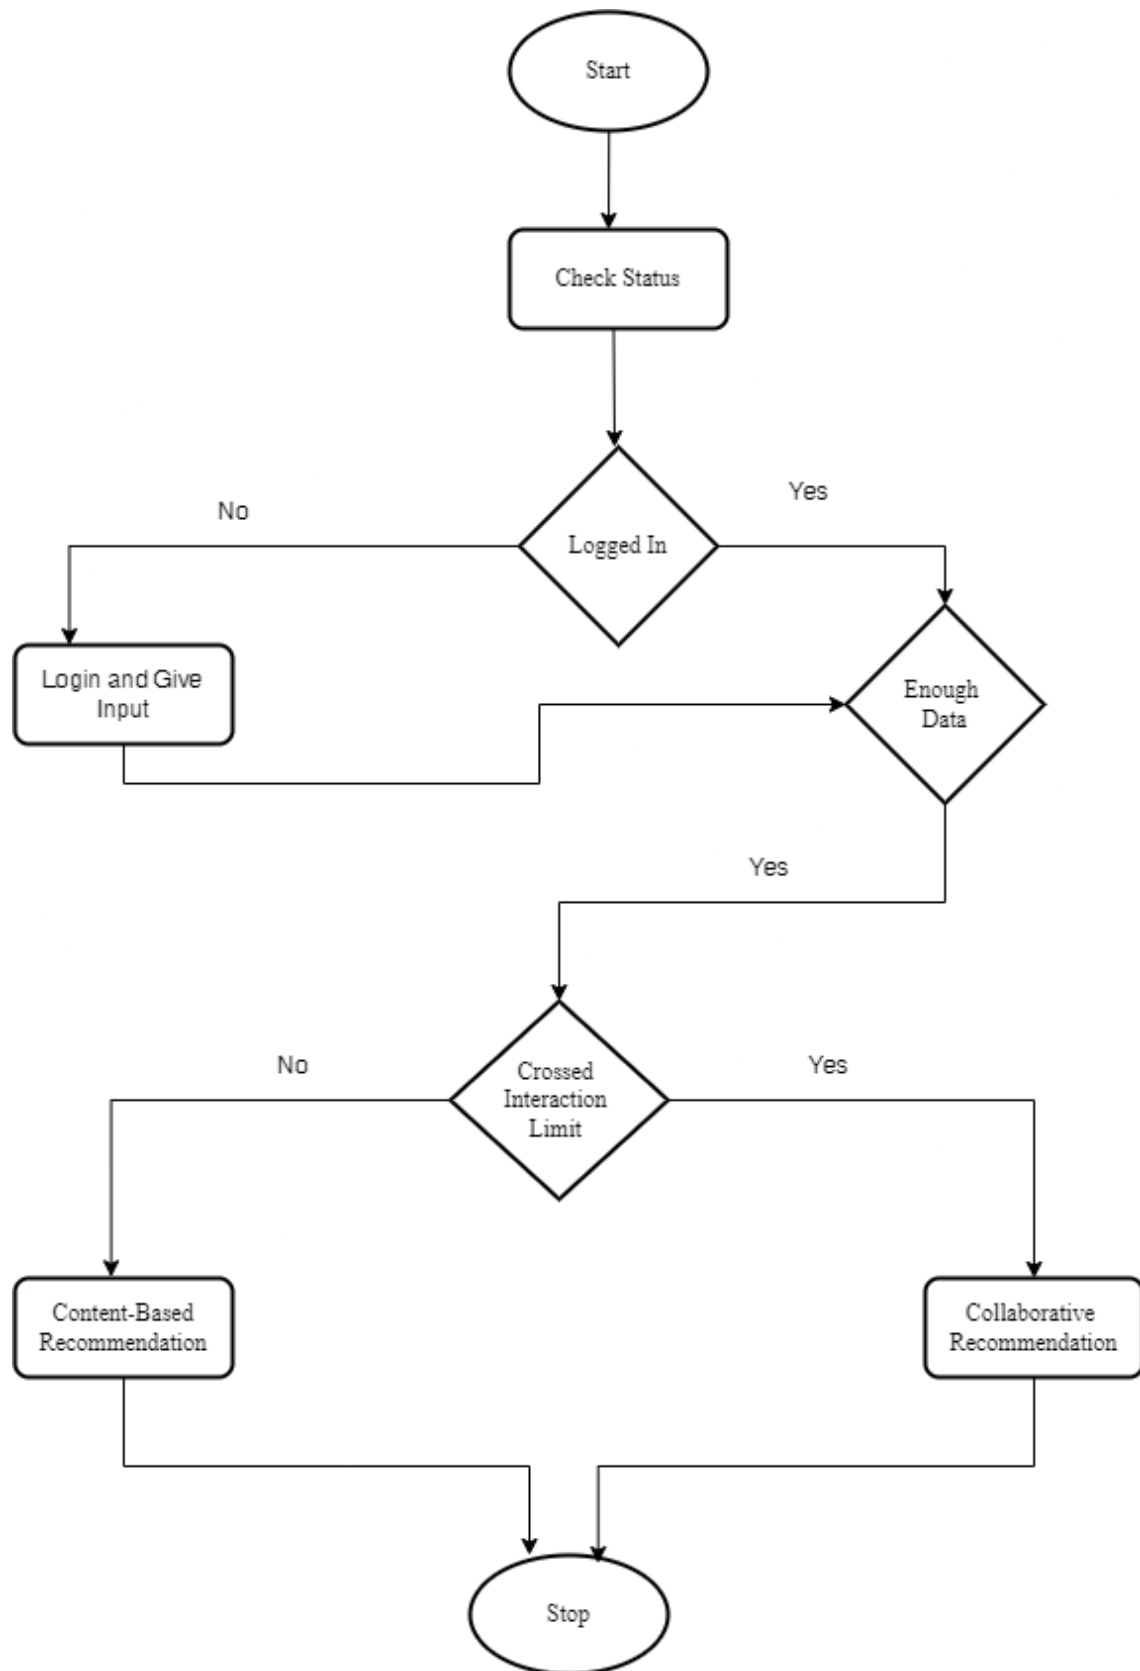 Start
Check Status
No
Yes
Logged In
Login and Give
Input
Enough
Data
Yes
No
Yes
Crossed
Interaction
Limit
Content-Based
Recommendation
Collaborative
Recommendation
Stop